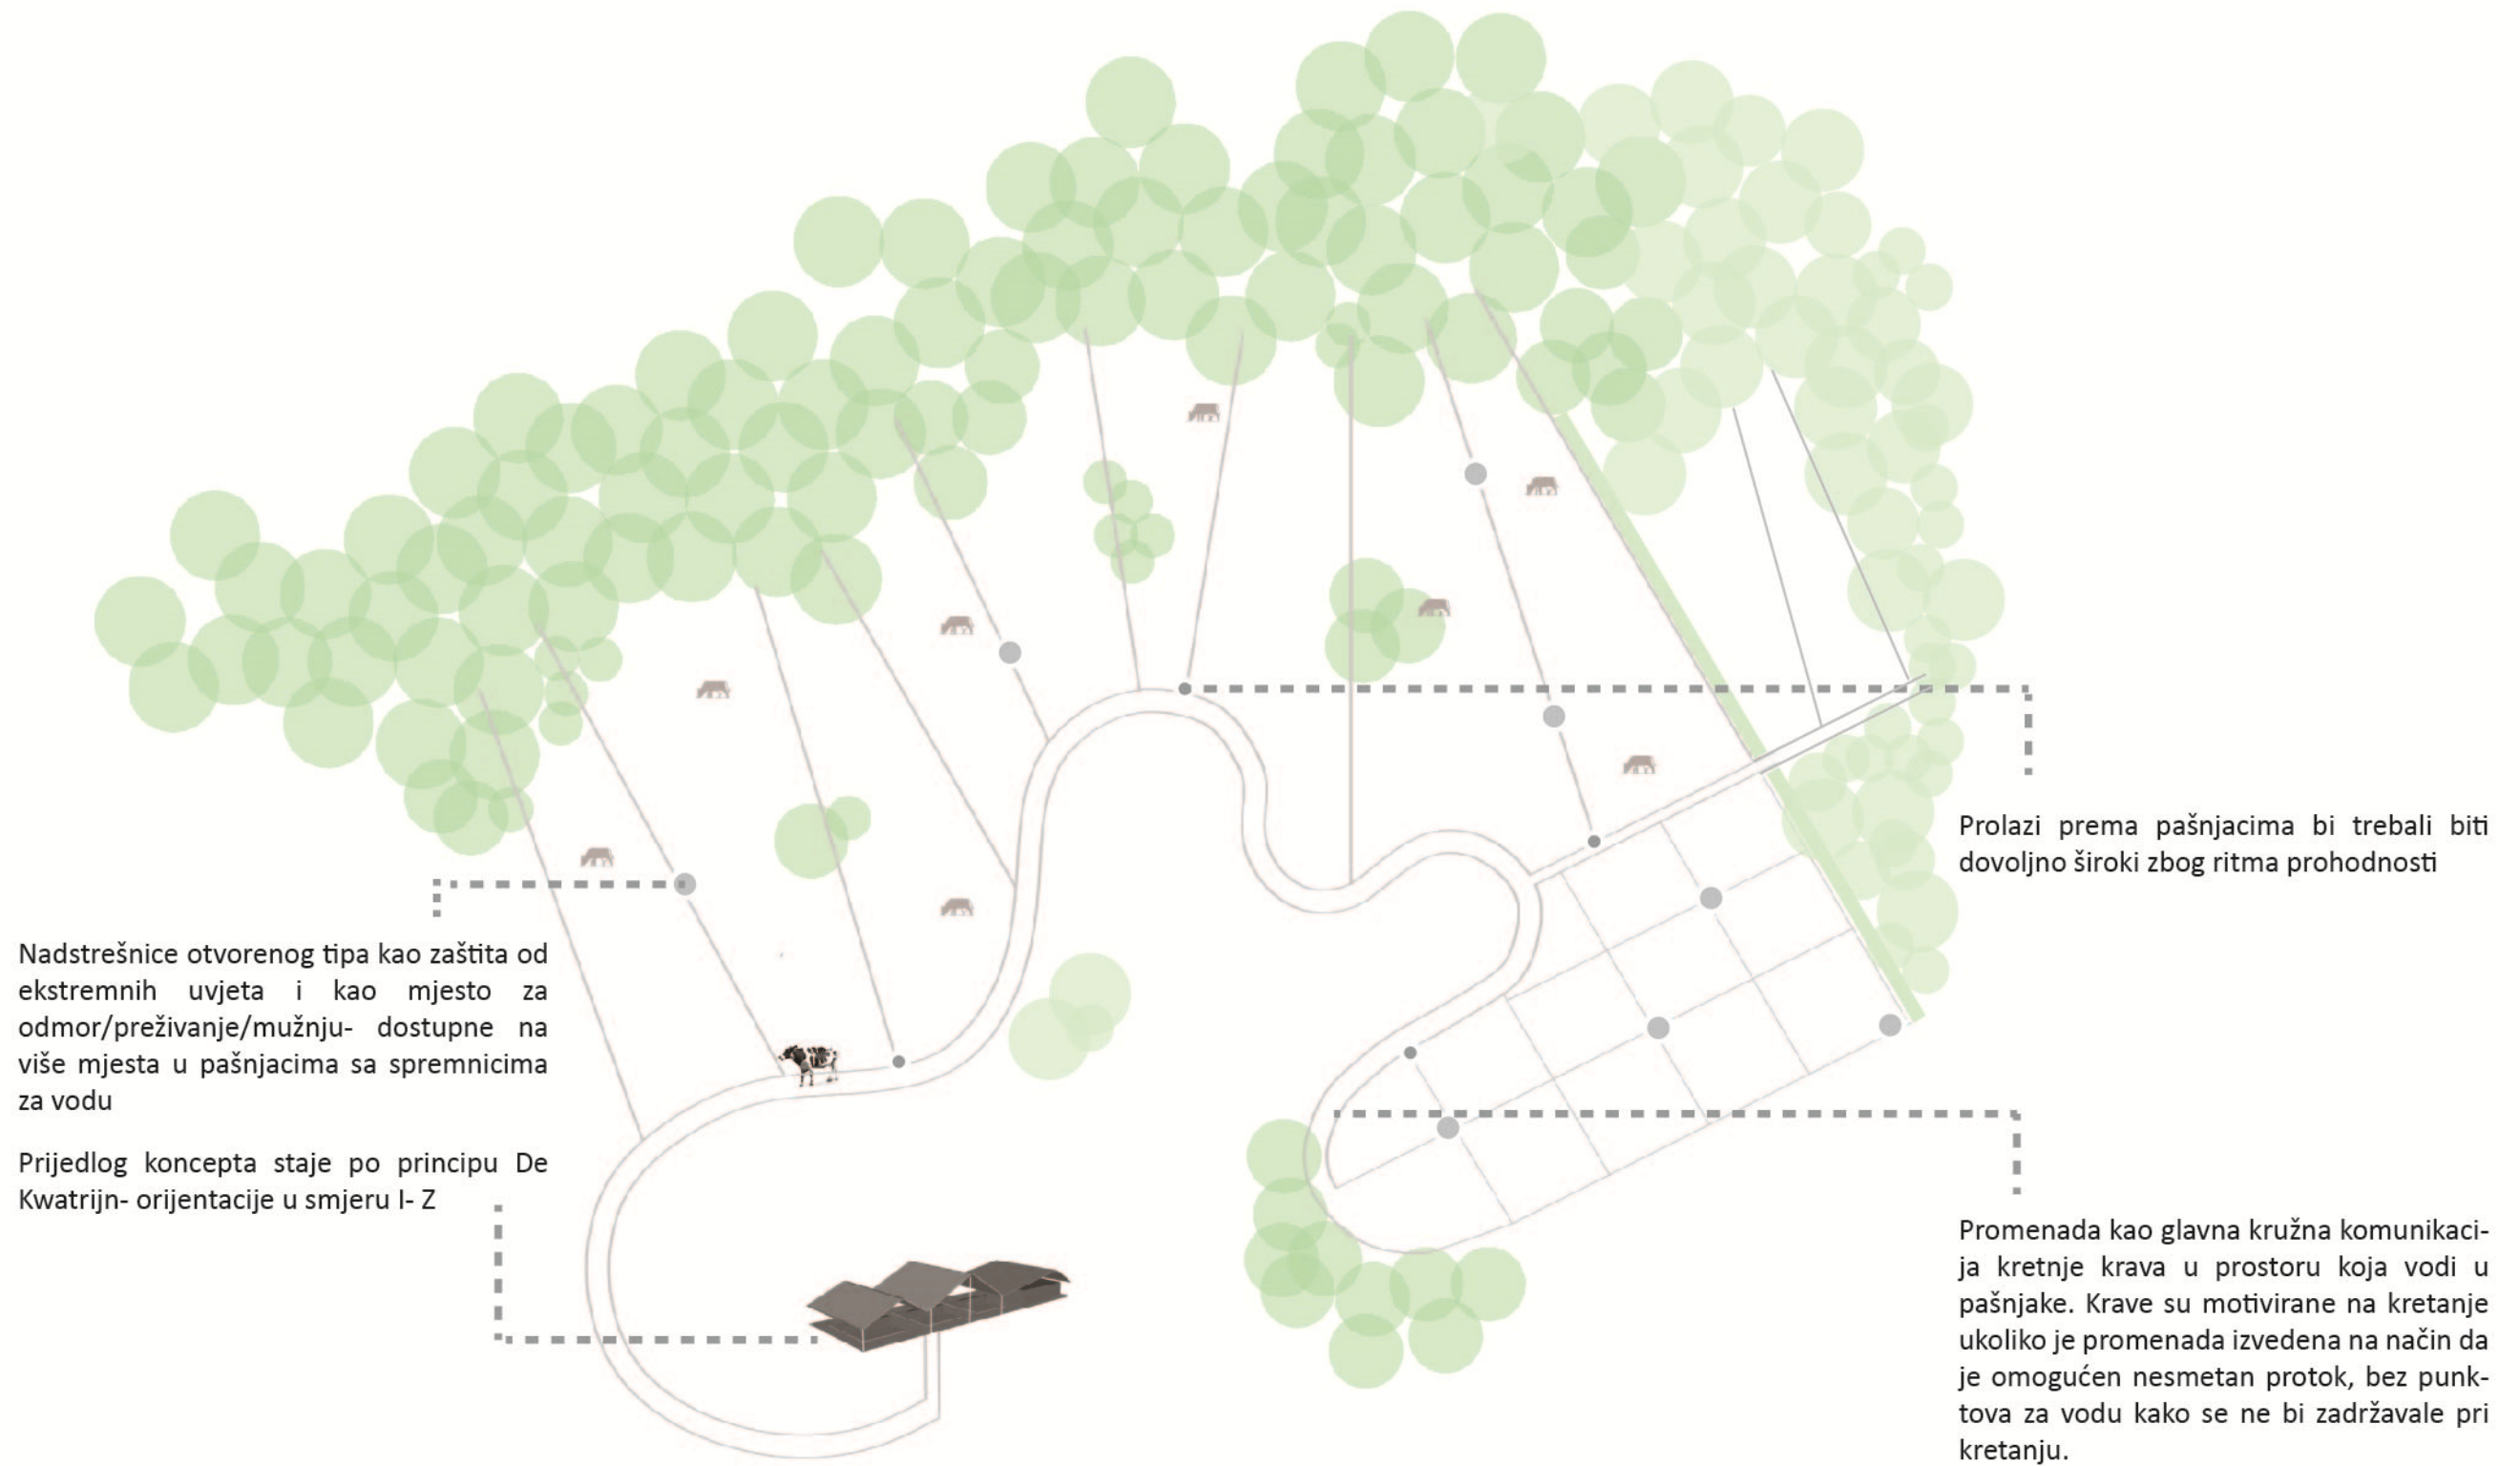 Prolazi prema pašnjacima bi trebali biti
dovoljno široki zbog ritma prohodnosti
Nadstrešnice otvorenog tipa kao zaštita od
ekstremnih uvjeta i kao mjesto za
odmor/preživanje/mužnju- dostupne na
više mjesta u pašnjacima sa spremnicima
za vodu
Prijedlog koncepta staje po principu De
Kwatrijn- orijentacije u smjeru I- Z
Promenada kao glavna kružna komunikaci-
ja kretnje krava u prostoru koja vodi u
pašnjake. Krave su motivirane na kretanje
ukoliko je promenada izvedena na način da
je omogućen nesmetan protok, bez punk-
tova za vodu kako se ne bi zadržavale pri
kretanju.